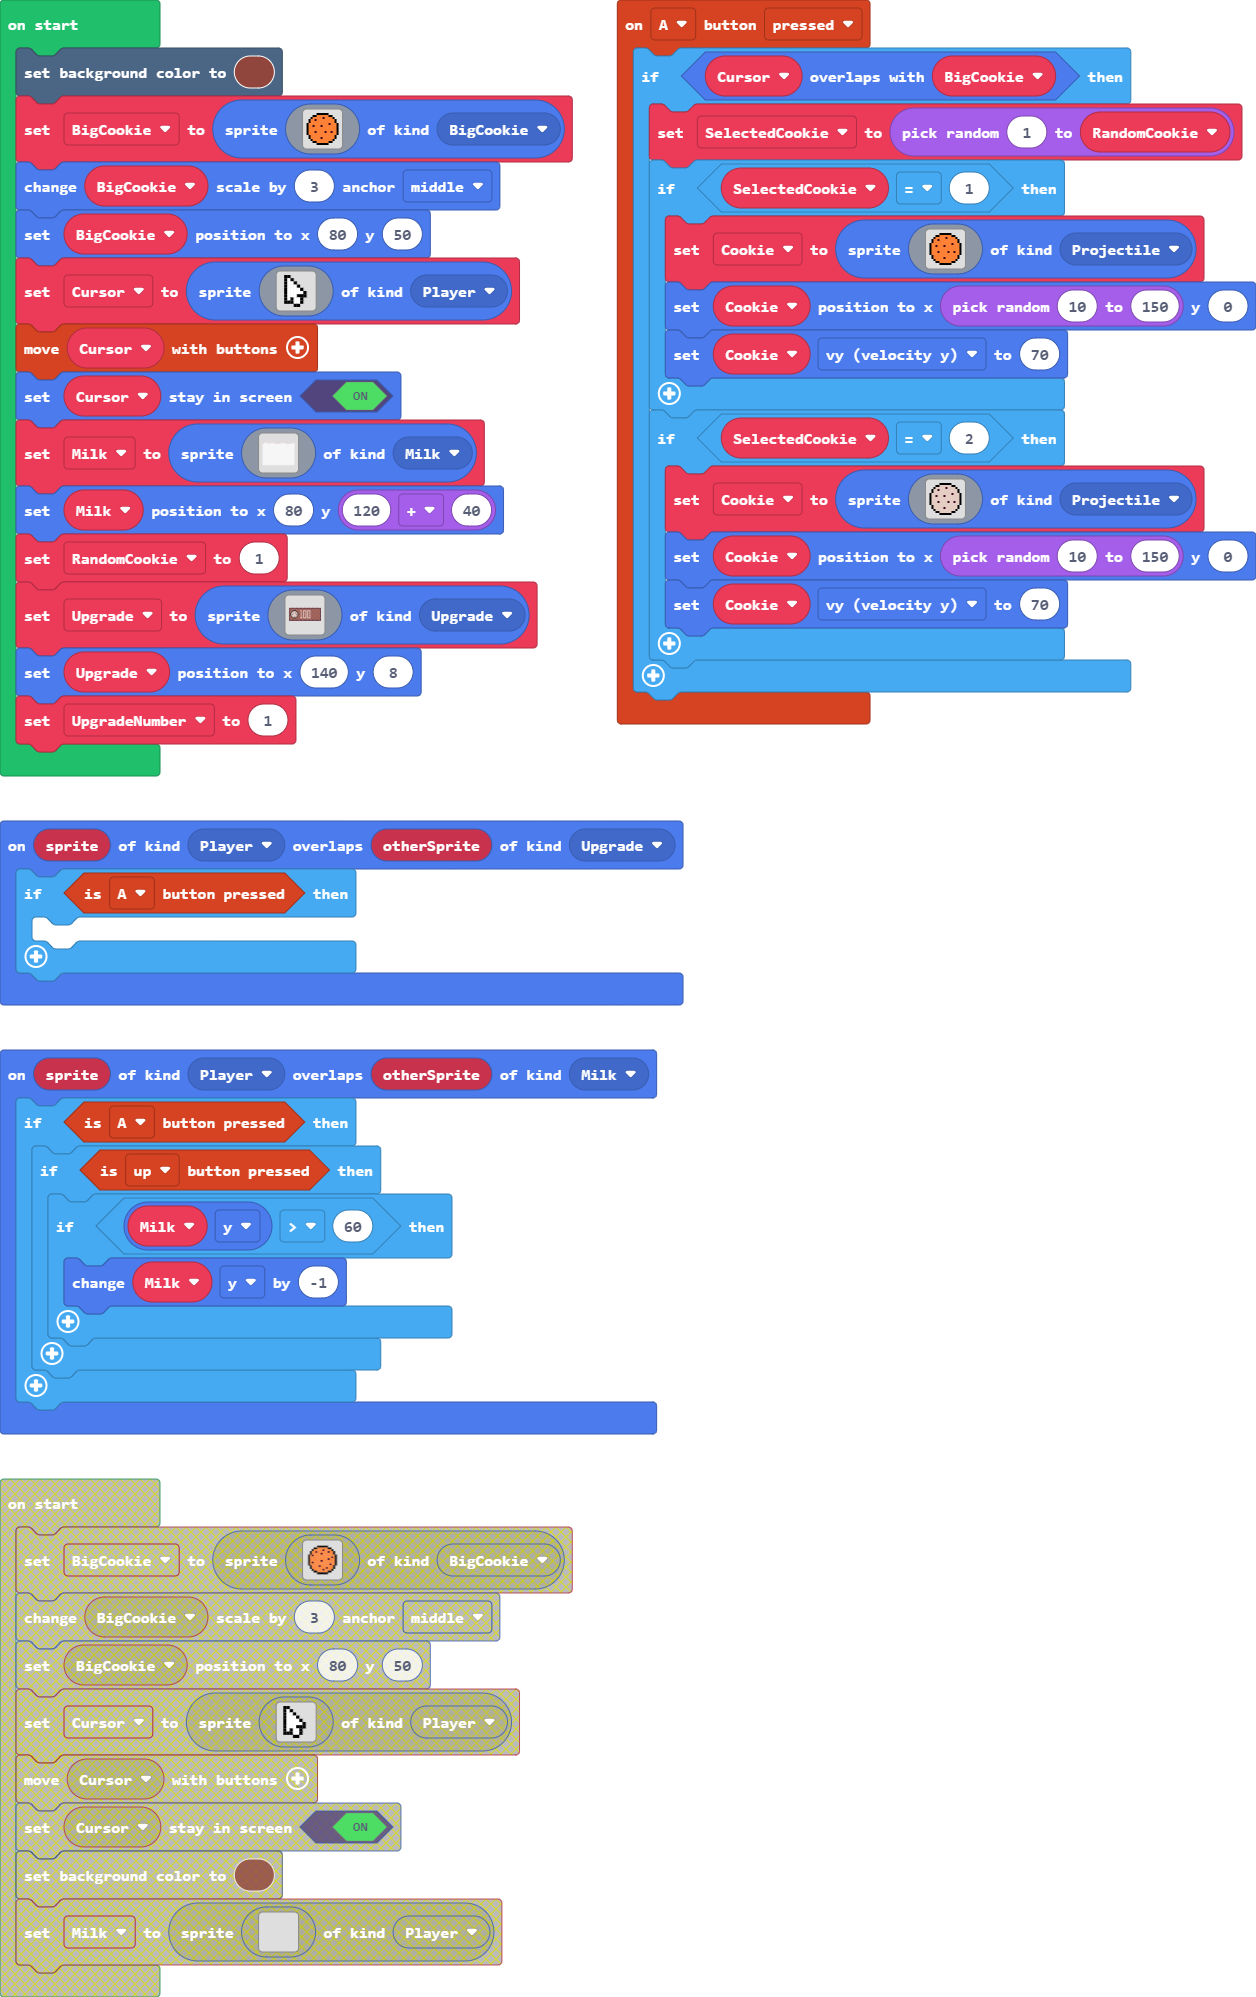 on start
set background color to
set BigCookie to sprite of kind BigCookie
change BigCookie scale by 3 anchor middle
set BigCookie position to x 80 y 50
set Cursor to sprite of kind Player
move Cursor with buttons
set Cursor stay in screen ON
set Milk to sprite of kind Milk
set Milk position to x 80 y 120 + 40
set RandomCookie to 1
set Upgrade to sprite 100 of kind Upgrade
set Upgrade position to x 140 y 8
set UpgradeNumber to 1
on A button pressed
if Cursor overlaps with BigCookie then
set SelectedCookie to pick random 1 to RandomCookie
if SelectedCookie = 1 then
set Cookie to sprite of kind Projectile
set Cookie position to x pick random 10 to 150 y 0
set Cookie vy (velocity y) to 70
if SelectedCookie = 2 then
set Cookie to sprite of kind Projectile
set Cookie position to x pick random 10 to 150 y 0
set Cookie vy (velocity y) to 70
on sprite of kind Player overlaps otherSprite of kind Upgrade
if is A button pressed then
on sprite of kind Player overlaps otherSprite of kind Milk
if is A button pressed then
if is up button pressed then
if Milk y > 60 then
change Milk y by -1
on start
set BigCookie to sprite of kind BigCookie
change BigCookie scale by 3 anchor middle
set BigCookie position to x 80 y 50
set Cursor to sprite of kind Player
move Cursor with buttons
set Cursor stay in screen ON
set background color to
set Milk to sprite of kind Player